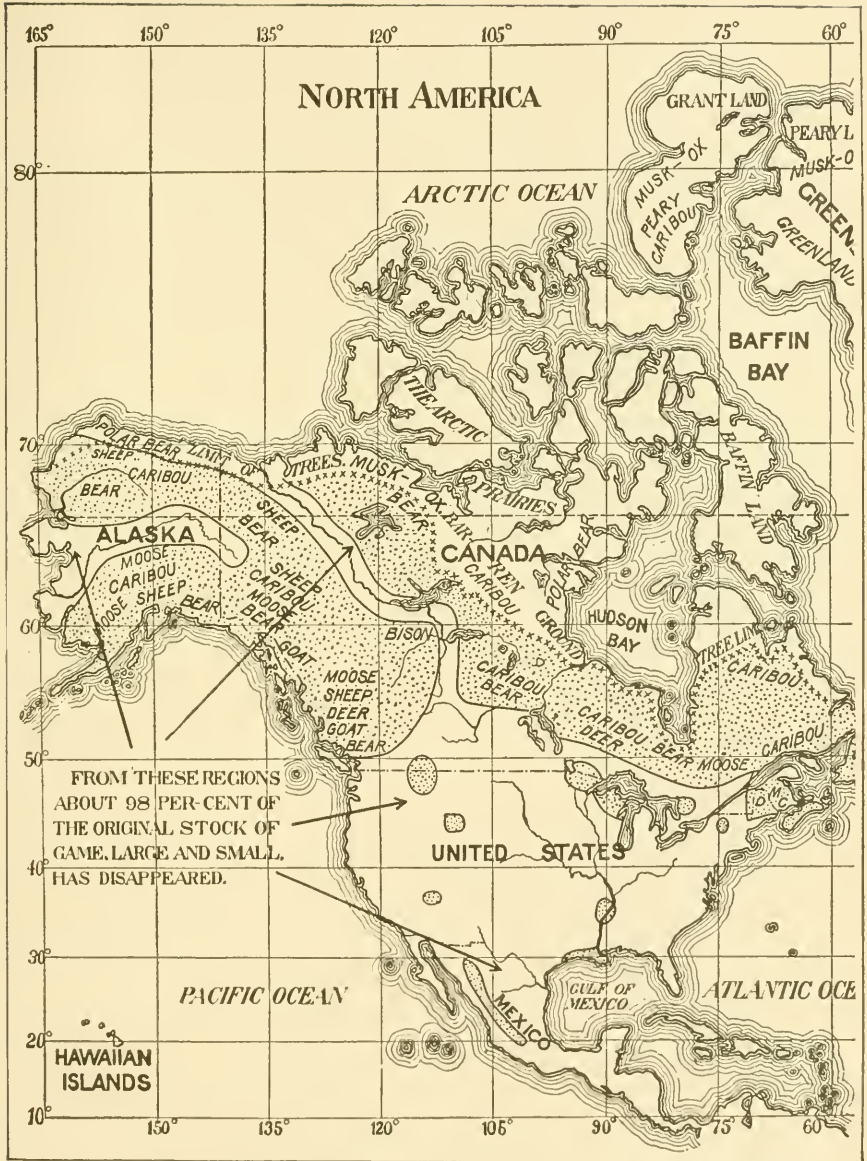 165° 150° 135° 120° 105° 90° 75° 60°
NORTH AMERICA
GRANT LAND
PEARY L
MUSK-O
80°
MUSK-OX
PEARY
CARIBOU
ARCTIC OCEAN
GREEN
GREENLAND
BAFFIN
BAY
THE ARCTIC
PRAIRIES
BAFFIN LAND
70°
POLAR BEAR LIMIT OF TREES
SHEEP
CARIBOU
BEAR
MUSK-OX
BEAR
BARREN GROUND
CARIBOU
POLAR BEAR
ALASKA
CANADA
SHEEP
BEAR
MOOSE
CARIBOU
MOOSE SHEEP
BEAR
SHEEP
CARIBOU
MOOSE
BEAR
GOAT
60°
BISON
HUDSON
BAY
TREE LIMIT
CARIBOU
CARIBOU
BEAR
MOOSE
SHEEP
DEER
GOAT
BEAR
CARIBOU BEAR MOOSE CARIBOU
DEER
50°
FROM THESE REGIONS
ABOUT 98 PER-CENT OF
THE ORIGINAL STOCK OF
GAME, LARGE AND SMALL,
HAS DISAPPEARED.
D M C
40°
UNITED STATES
30°
PACIFIC OCEAN
MEXICO
GULF OF
MEXICO
ATLANTIC OCE
20°
HAWAIIAN
ISLANDS
10°
150° 135° 120° 105° 90° 75° 60°